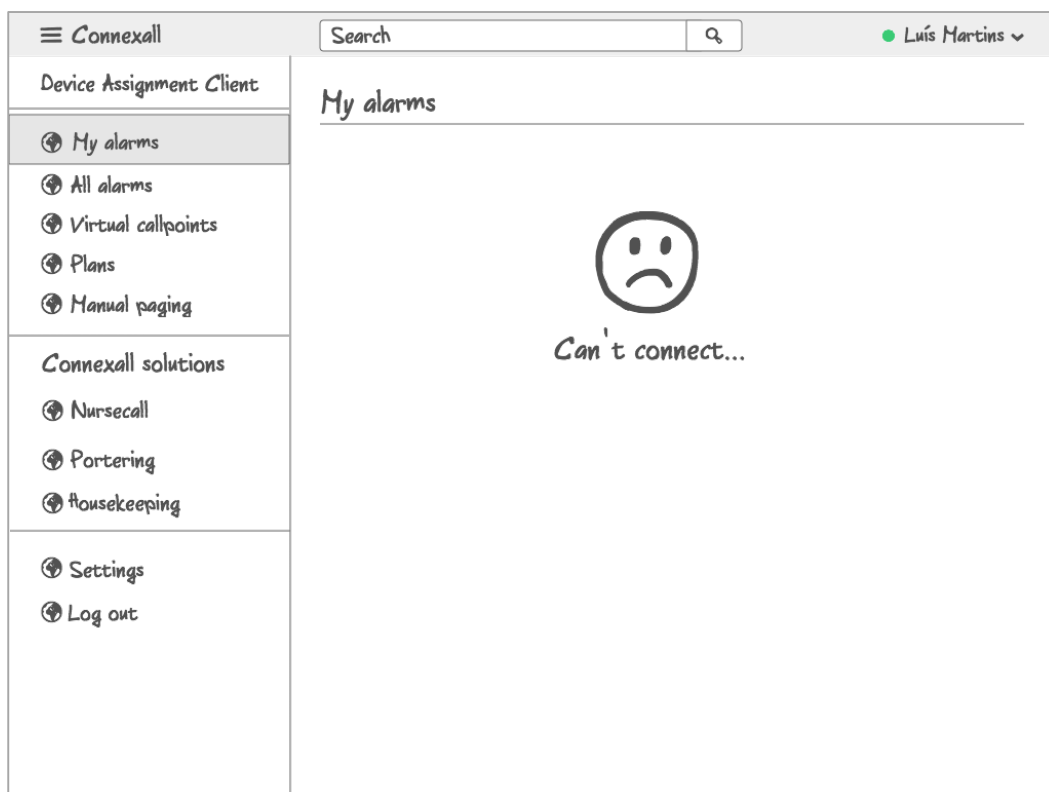 Connexall
Search
Luís Martins
Device Assignment Client
My alarms
All alarms
Virtual callpoints
Plans
Manual paging
Connexall solutions
Nursecall
Portering
Housekeeping
Settings
Log out
My alarms
Can't connect...